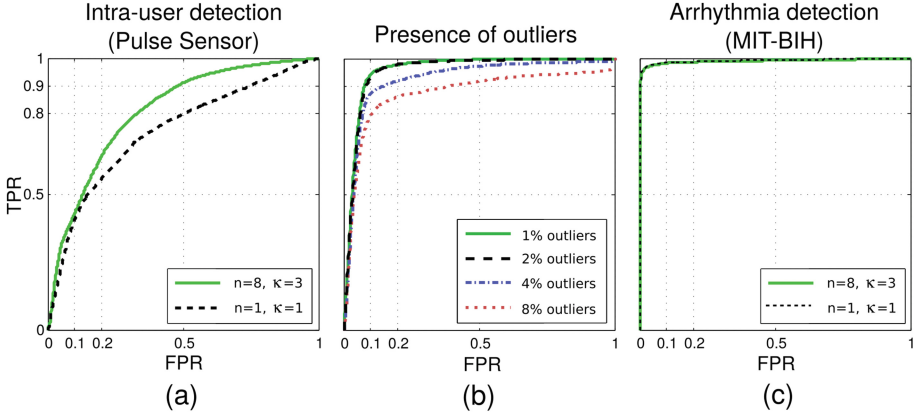 Intra-user detection
(Pulse Sensor)
TPR
1
0.9
0.8
0.5
0
n=8, κ=3
n=1, κ=1
0 0.1 0.2 0.5 1
FPR
(a)
Presence of outliers
1% outliers
2% outliers
4% outliers
8% outliers
0 0.1 0.2 0.5 1
FPR
(b)
Arrhythmia detection
(MIT-BIH)
n=8, κ=3
n=1, κ=1
0 0.1 0.2 0.5 1
FPR
(c)